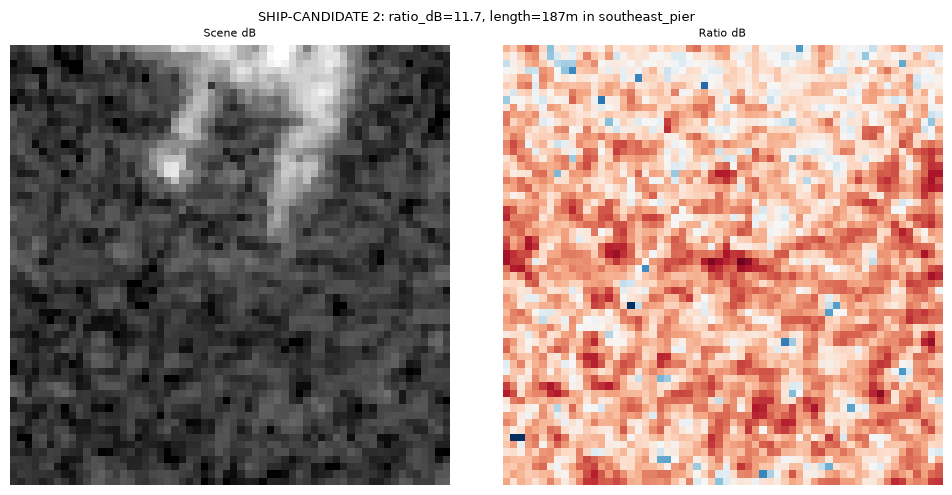 SHIP-CANDIDATE 2: ratio_dB=11.7, length=187m in southeast_pier
Scene dB
Ratio dB